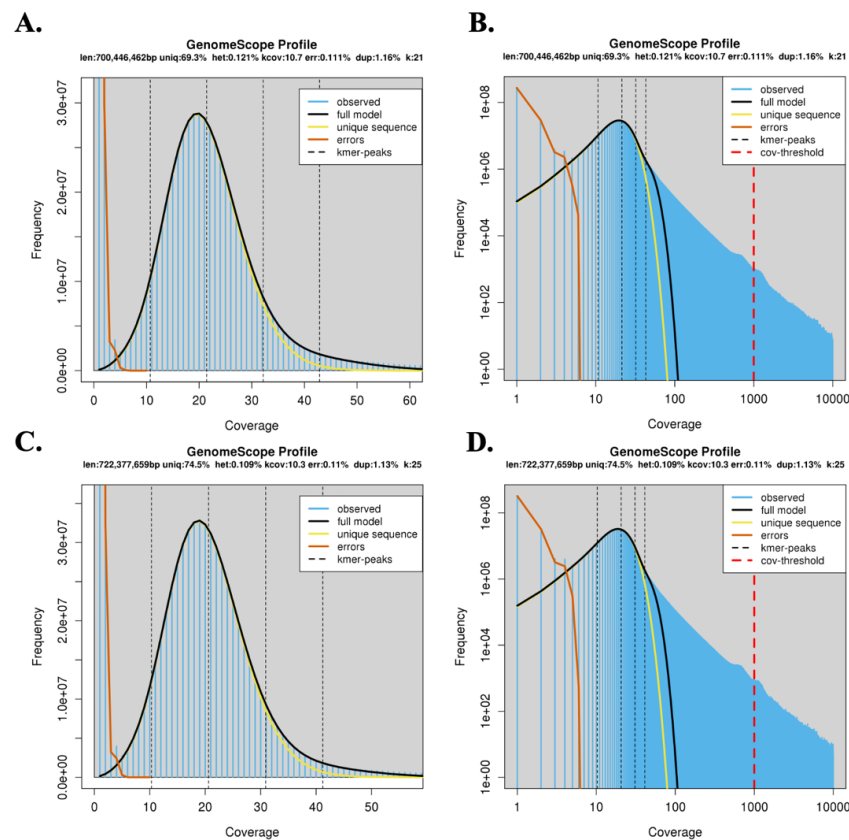 A.
GenomeScope Profile
len:700,446,462bp uniq:69.3% het:0.121% kcov:10.7 err:0.111% dup:1.16% k:21
Frequency
0.0e+00
1.0e+07
2.0e+07
3.0e+07
observed
full model
unique sequence
errors
kmer-peaks
0
10
20
30
40
50
60
Coverage
B.
GenomeScope Profile
len:700,446,462bp uniq:69.3% het:0.121% kcov:10.7 err:0.111% dup:1.16% k:21
Frequency
1e+00
1e+02
1e+04
1e+06
1e+08
observed
full model
unique sequence
errors
kmer-peaks
cov-threshold
1
10
100
1000
10000
Coverage
C.
GenomeScope Profile
len:722,377,659bp uniq:74.5% het:0.109% kcov:10.3 err:0.11% dup:1.13% k:25
Frequency
0.0e+00
1.0e+07
2.0e+07
3.0e+07
observed
full model
unique sequence
errors
kmer-peaks
0
10
20
30
40
50
Coverage
D.
GenomeScope Profile
len:722,377,659bp uniq:74.5% het:0.109% kcov:10.3 err:0.11% dup:1.13% k:25
Frequency
1e+00
1e+02
1e+04
1e+06
1e+08
observed
full model
unique sequence
errors
kmer-peaks
cov-threshold
1
10
100
1000
10000
Coverage